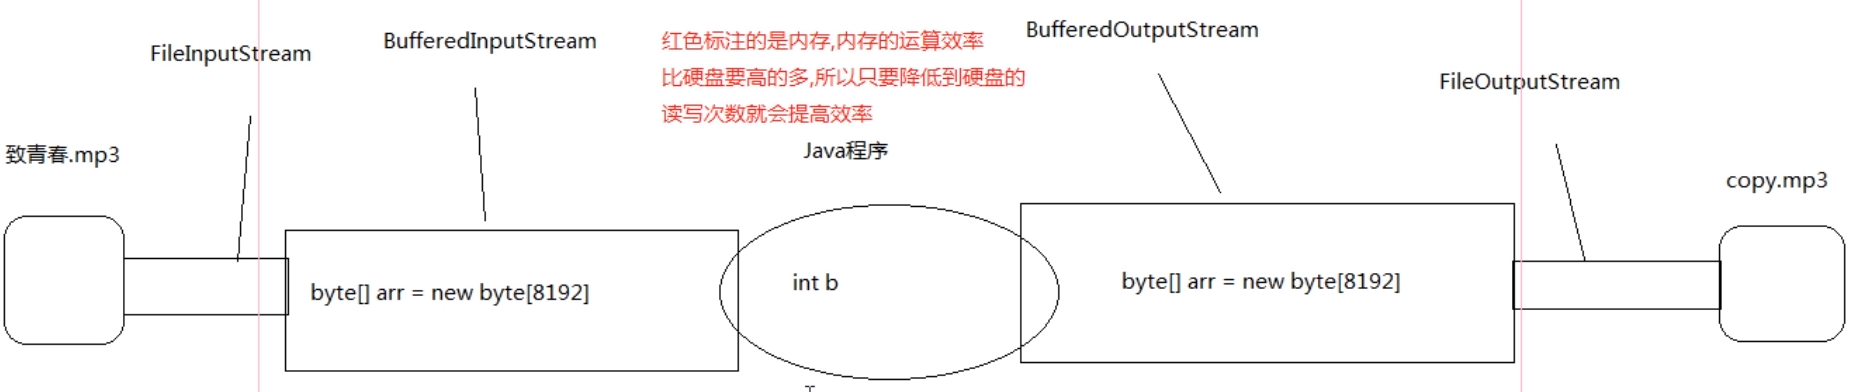 FileInputStream
BufferedInputStream
红色标注的是内存,内存的运算效率
比硬盘要高的多,所以只要降低到硬盘的
读写次数就会提高效率
BufferedOutputStream
FileOutputStream
致青春.mp3
Java程序
copy.mp3
byte[] arr = new byte[8192]
int b
byte[] arr = new byte[8192]